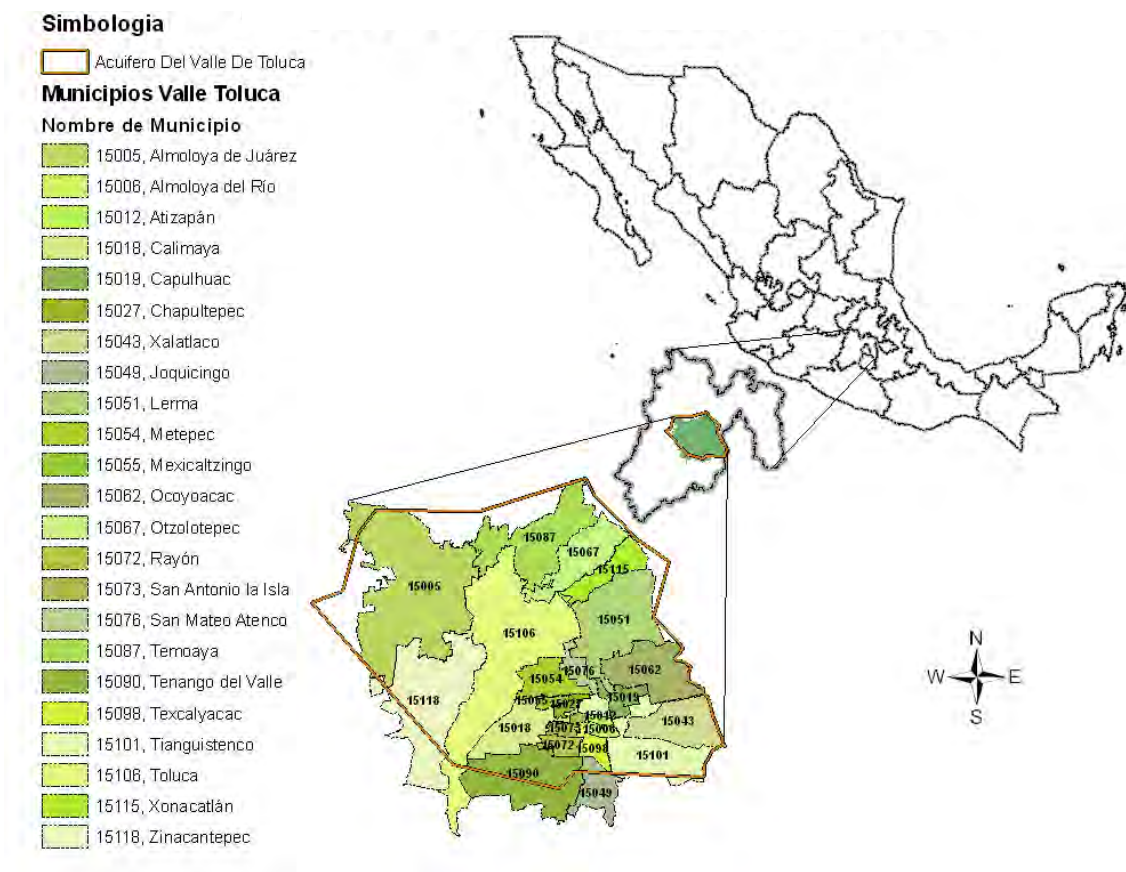 Simbologia
Acuifero Del Valle De Toluca
Municipios Valle Toluca
Nombre de Municipio
15005, Almoloya de Juárez
15006, Almoloya del Río
15012, Atizapán
15018, Calimaya
15019, Capulhuac
15027, Chapultepec
15043, Xalatlaco
15049, Joquicingo
15051, Lerma
15054, Metepec
15055, Mexicaltzingo
15062, Ocoyoacac
15067, Otzolotepec
15072, Rayón
15073, San Antonio la Isla
15076, San Mateo Atenco
15087, Temoaya
15090, Tenango del Valle
15098, Texcalyacac
15101, Tianguistenco
15106, Toluca
15115, Xonacatlán
15118, Zinacantepec
15087
15067
15115
15005
15051
15106
15062
15076
15054
15019
15118
15055
15027
15012
15043
15018
15073
15006
15072
15098
15101
15090
15049
N
W
E
S